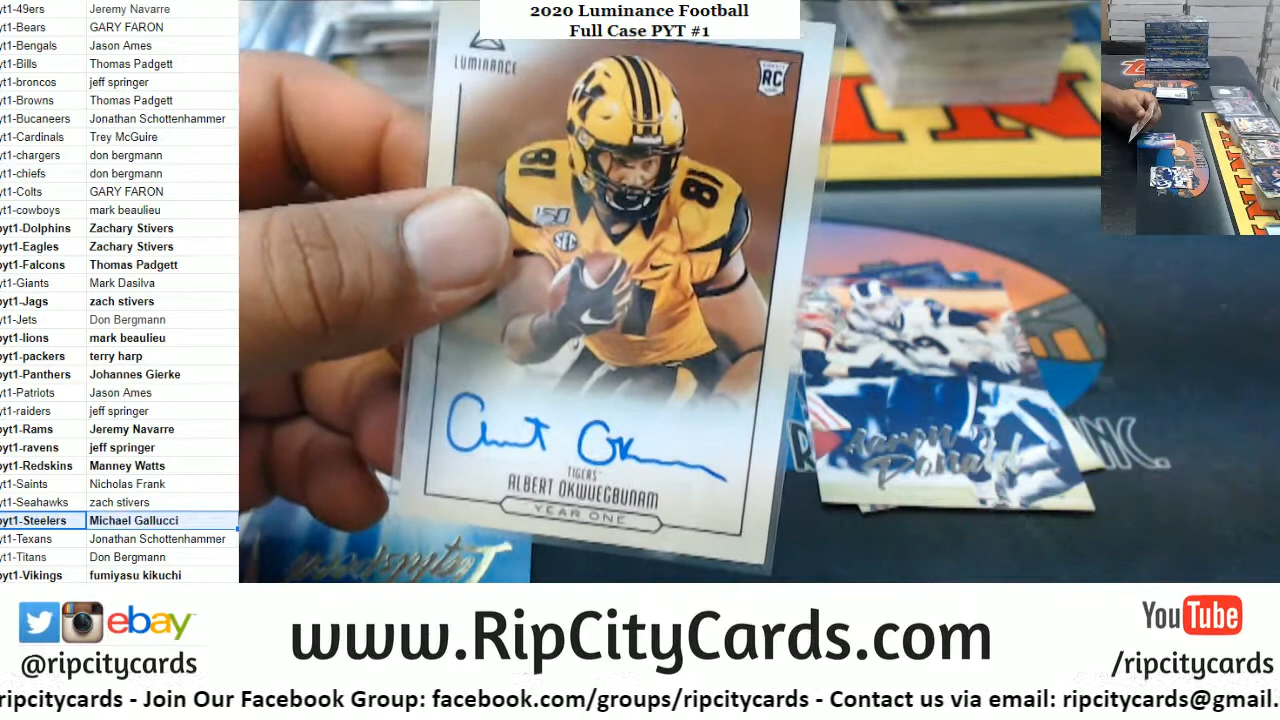 2020 Luminance Football
Full Case PYT #1
yt1-49ers Jeremy Navarre
yt1-Bears GARY FARON
yt1-Bengals Jason Ames
yt1-Bills Thomas Padgett
yt1-broncos jeff springer
yt1-Browns Thomas Padgett
yt1-Bucaneers Jonathan Schottenhammer
yt1-Cardinals Trey McGuire
yt1-chargers don bergmann
yt1-chiefs don bergmann
yt1-Colts GARY FARON
yt1-cowboys mark beaulieu
pyt1-Dolphins Zachary Stivers
pyt1-Eagles Zachary Stivers
pyt1-Falcons Thomas Padgett
yt1-Giants Mark Dasilva
pyt1-Jags zach stivers
yt1-Jets Don Bergmann
pyt1-lions mark beaulieu
pyt1-packers terry harp
pyt1-Panthers Johannes Gierke
yt1-Patriots Jason Ames
yt1-raiders jeff springer
pyt1-Rams Jeremy Navarre
pyt1-ravens jeff springer
pyt1-Redskins Manney Watts
yt1-Saints Nicholas Frank
yt1-Seahawks zach stivers
pyt1-Steelers Michael Gallucci
yt1-Texans Jonathan Schottenhammer
yt1-Titans Don Bergmann
pyt1-Vikings fumiyasu kikuchi
LUMINANCE
RC
81 81
150
SEC
TIGERS
ALBERT OKWUEGBUNAM
YEAR ONE
Aaron Donald
INC.
ebay
@ripcitycards
www.RipCityCards.com
YouTube
/ripcitycards
ripcitycards - Join Our Facebook Group: facebook.com/groups/ripcitycards - Contact us via email: ripcitycards@gmail.